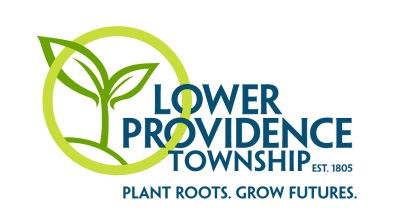 LOWER
PROVIDENCE
TOWNSHIP EST. 1805
PLANT ROOTS. GROW FUTURES.